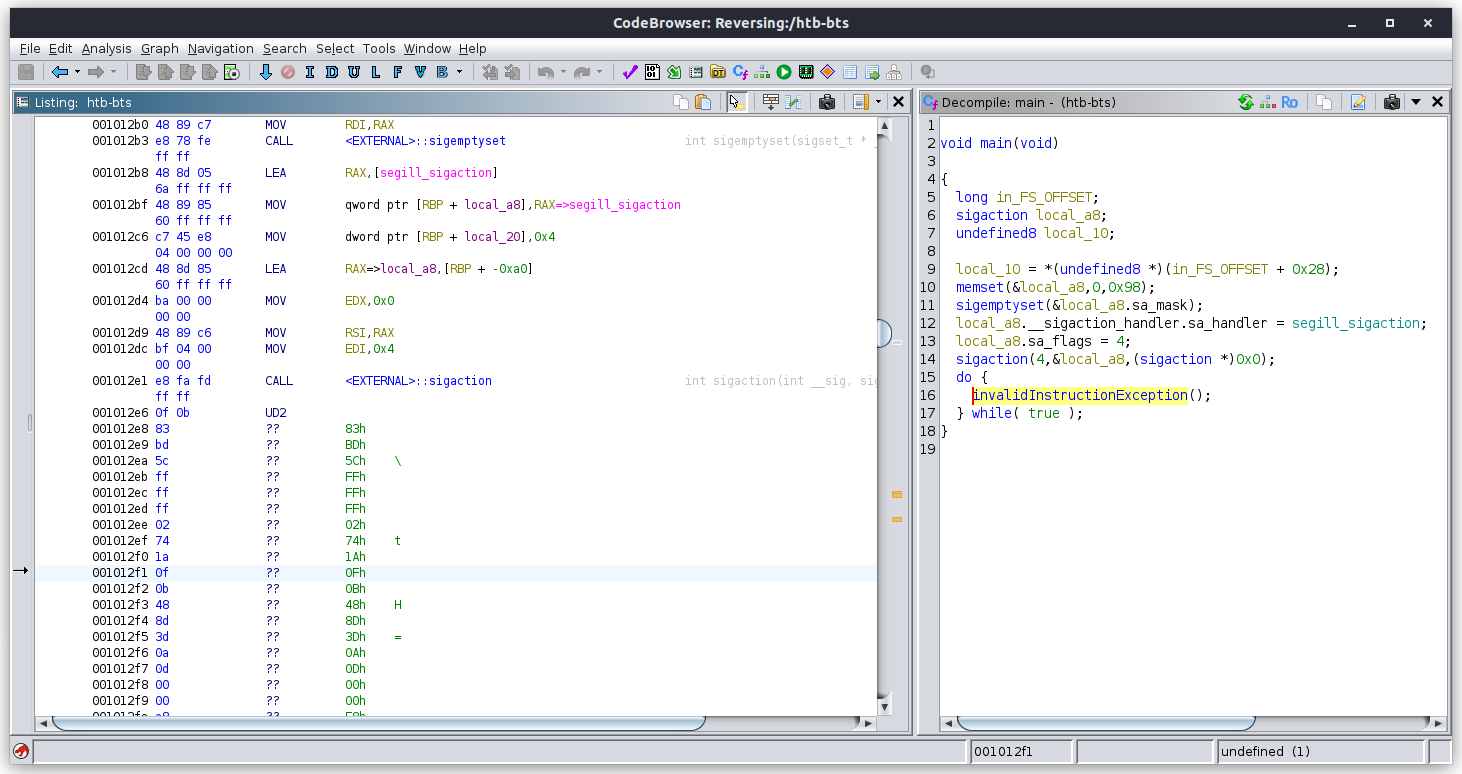 CodeBrowser: Reversing:/htb-bts
File Edit Analysis Graph Navigation Search Select Tools Window Help
I D U L F V B
Listing: htb-bts
001012b0 48 89 c7 MOV RDI,RAX
001012b3 e8 78 fe CALL <EXTERNAL>::sigemptyset int sigemptyset(sigset_t *
ff ff
001012b8 48 8d 05 LEA RAX,[segill_sigaction]
6a ff ff ff
001012bf 48 89 85 MOV qword ptr [RBP + local_a8],RAX=>segill_sigaction
60 ff ff ff
001012c6 c7 45 e8 MOV dword ptr [RBP + local_20],0x4
04 00 00 00
001012cd 48 8d 85 LEA RAX=>local_a8,[RBP + -0xa0]
60 ff ff ff
001012d4 ba 00 00 MOV EDX,0x0
00 00
001012d9 48 89 c6 MOV RSI,RAX
001012dc bf 04 00 MOV EDI,0x4
00 00
001012e1 e8 fa fd CALL <EXTERNAL>::sigaction int sigaction(int __sig, sig
ff ff
001012e6 0f 0b UD2
001012e8 83 ?? 83h
001012e9 bd ?? BDh
001012ea 5c ?? 5Ch \
001012eb ff ?? FFh
001012ec ff ?? FFh
001012ed ff ?? FFh
001012ee 02 ?? 02h
001012ef 74 ?? 74h t
001012f0 1a ?? 1Ah
001012f1 0f ?? 0Fh
001012f2 0b ?? 0Bh
001012f3 48 ?? 48h H
001012f4 8d ?? 8Dh
001012f5 3d ?? 3Dh =
001012f6 0a ?? 0Ah
001012f7 0d ?? 0Dh
001012f8 00 ?? 00h
001012f9 00 ?? 00h
Decompile: main - (htb-bts)
Ro
1
2 void main(void)
3
4 {
5 long in_FS_OFFSET;
6 sigaction local_a8;
7 undefined8 local_10;
8
9 local_10 = *(undefined8 *)(in_FS_OFFSET + 0x28);
10 memset(&local_a8,0,0x98);
11 sigemptyset(&local_a8.sa_mask);
12 local_a8.__sigaction_handler.sa_handler = segill_sigaction;
13 local_a8.sa_flags = 4;
14 sigaction(4,&local_a8,(sigaction *)0x0);
15 do {
16 invalidInstructionException();
17 } while( true );
18 }
19
001012f1
undefined (1)